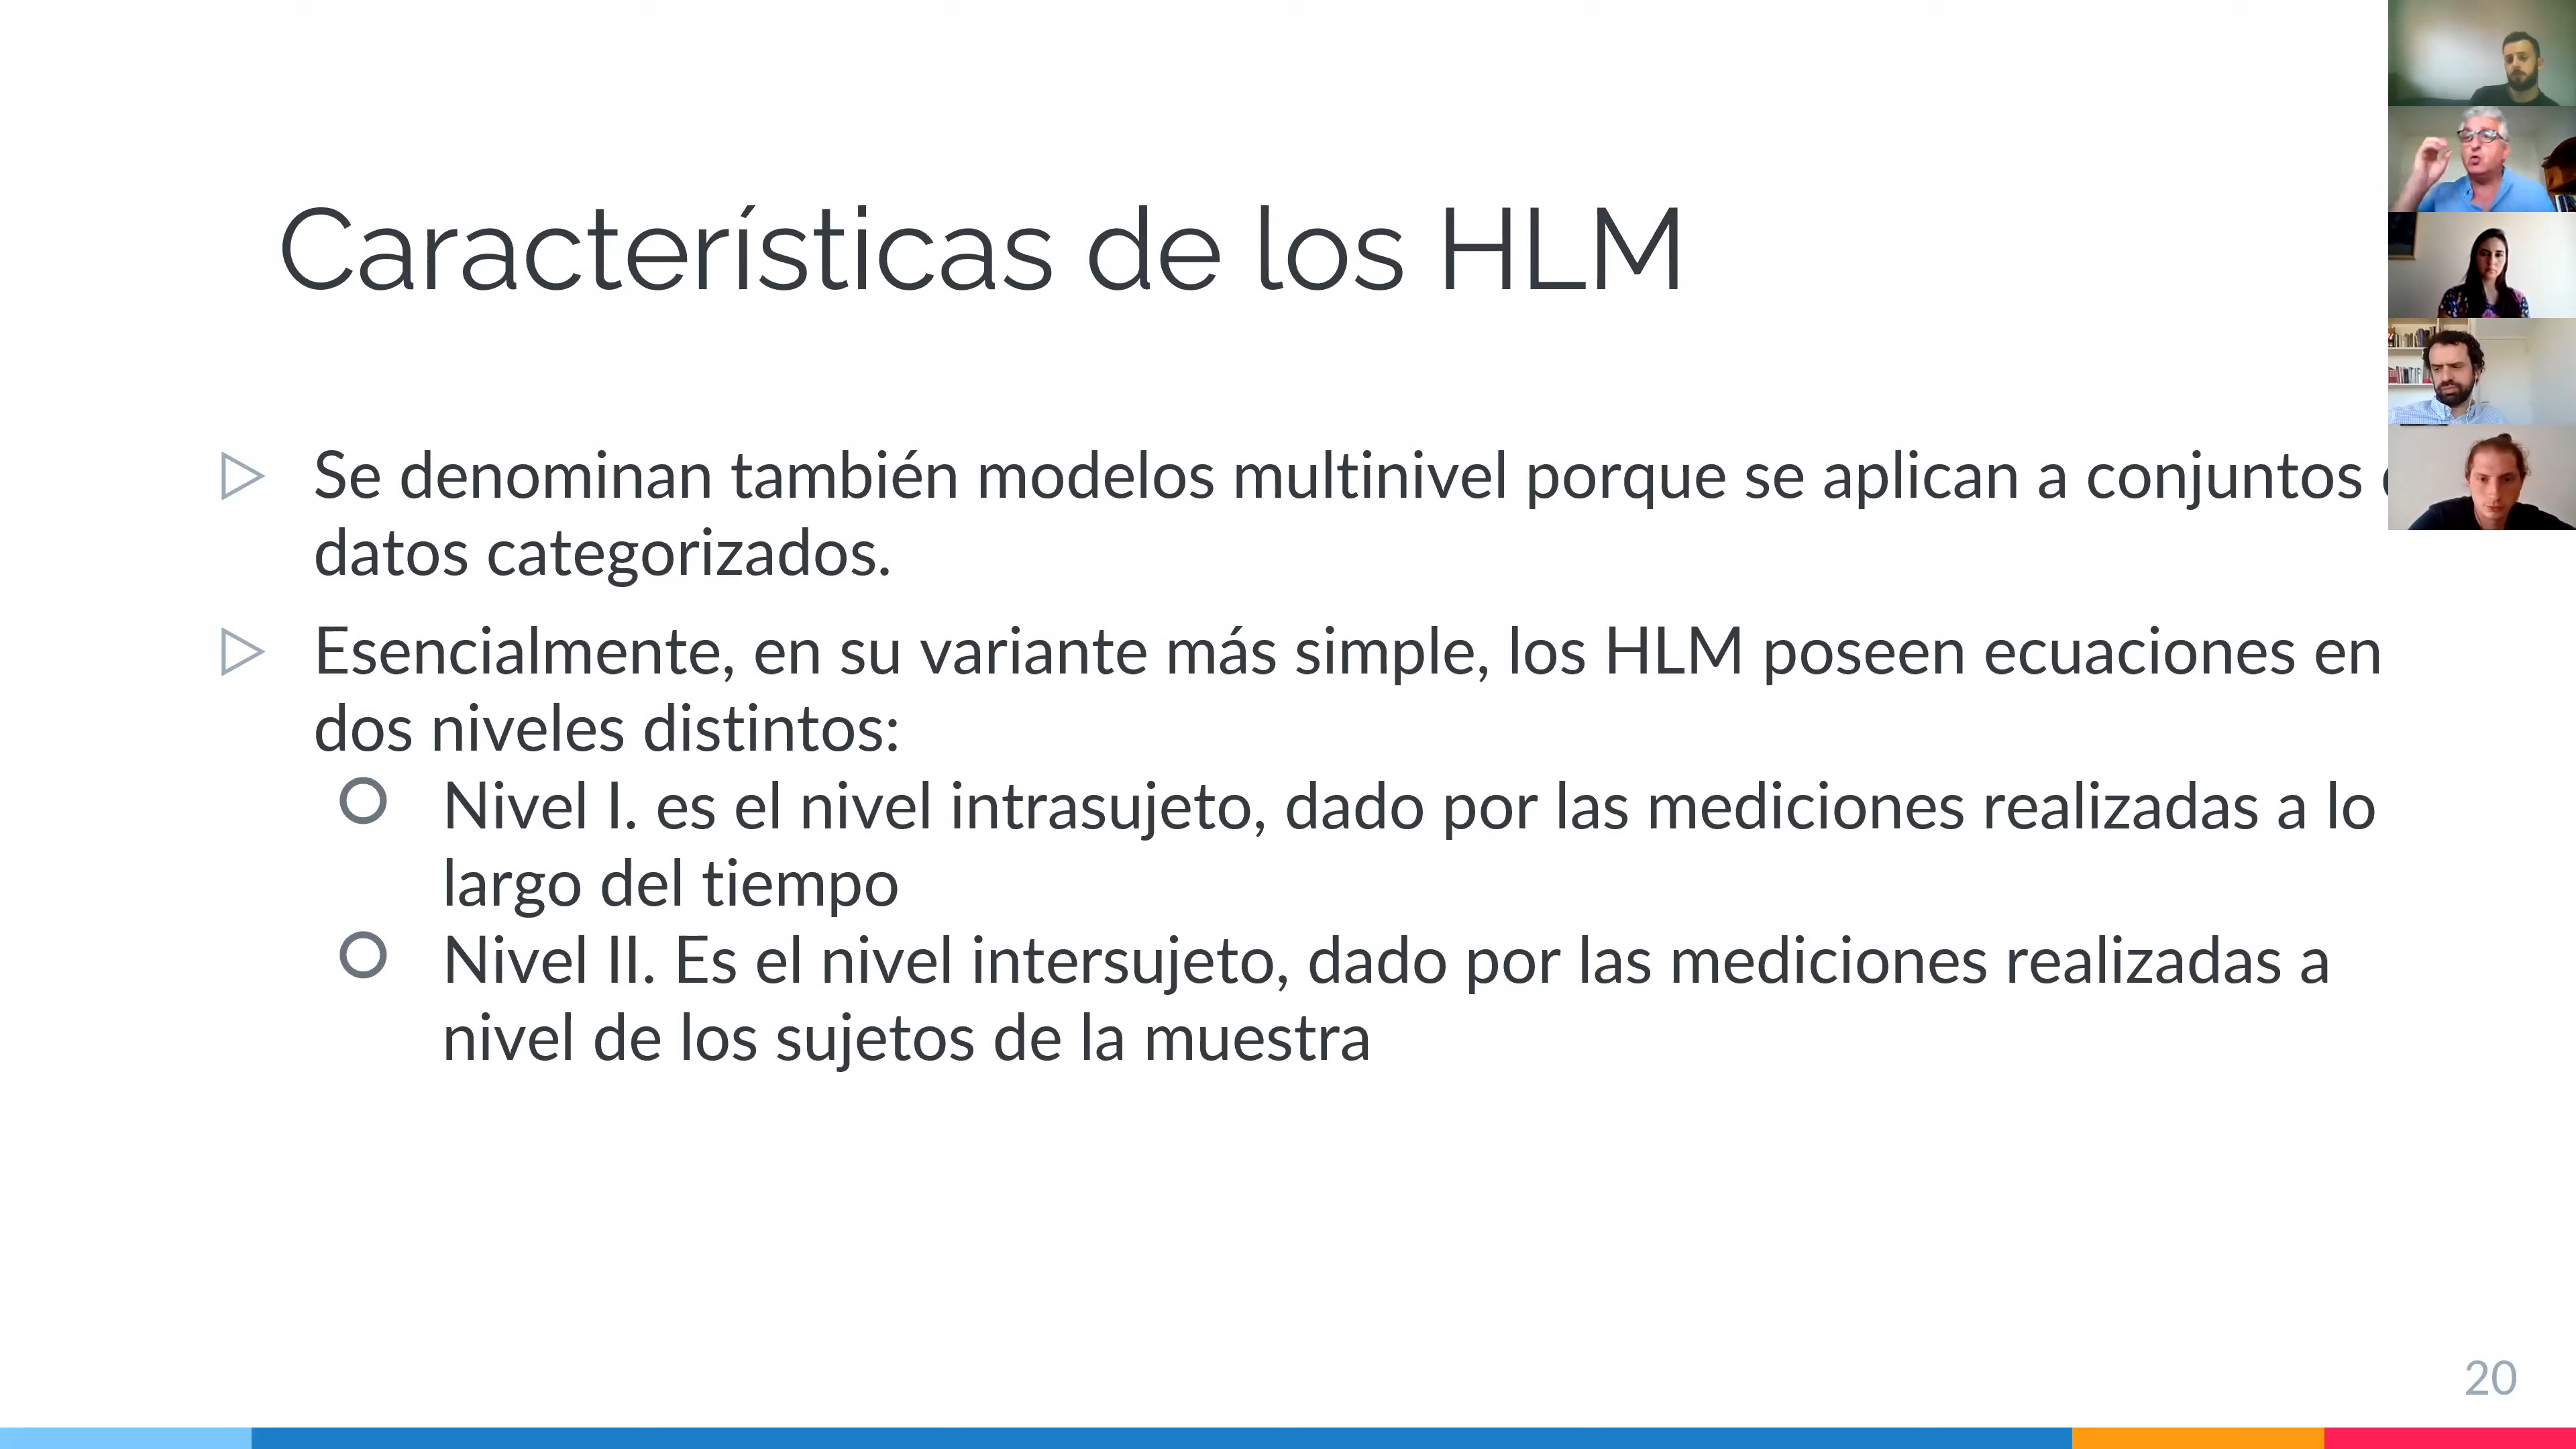 Características de los HLM
Se denominan también modelos multinivel porque se aplican a conjuntos
datos categorizados.
Esencialmente, en su variante más simple, los HLM poseen ecuaciones en
dos niveles distintos:
Nivel I. es el nivel intrasujeto, dado por las mediciones realizadas a lo
largo del tiempo
Nivel II. Es el nivel intersujeto, dado por las mediciones realizadas a
nivel de los sujetos de la muestra
20